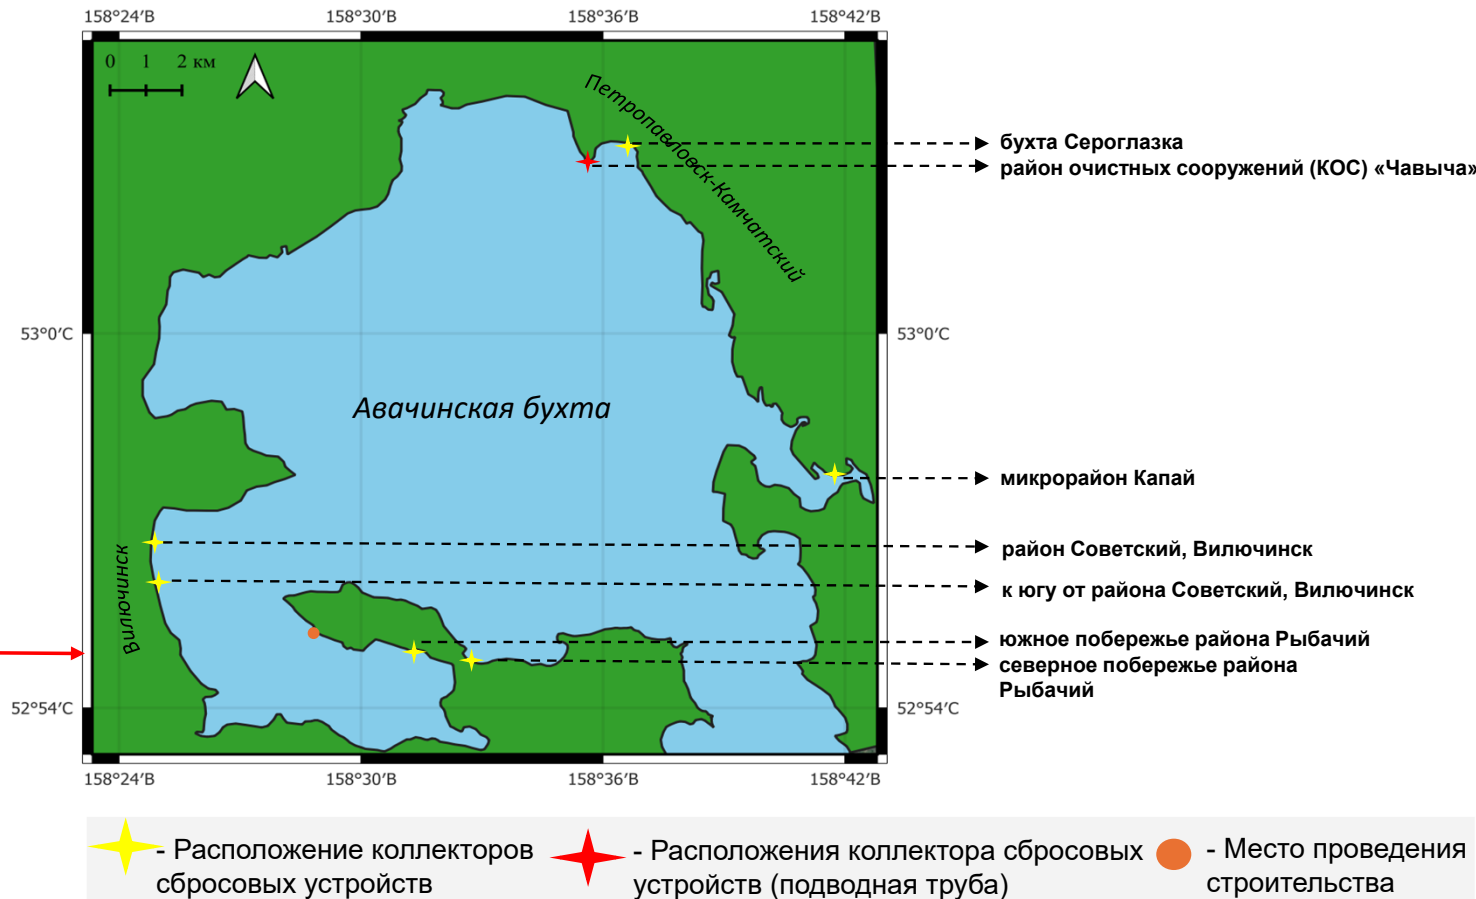 158°24′В 158°30′В 158°36′В 158°42′В
0 1 2 км
Петропавловск-Камчатский
бухта Сероглазка
район очистных сооружений (КОС) «Чавыча»
53°0′С 53°0′С
Авачинская бухта
микрорайон Капай
Вилючинск
район Советский, Вилючинск
к югу от района Советский, Вилючинск
южное побережье района Рыбачий
северное побережье района
Рыбачий
52°54′С 52°54′С
158°24′В 158°30′В 158°36′В 158°42′В
- Расположение коллекторов
сбросовых устройств
- Расположения коллектора сбросовых
устройств (подводная труба)
- Место проведения
строительства